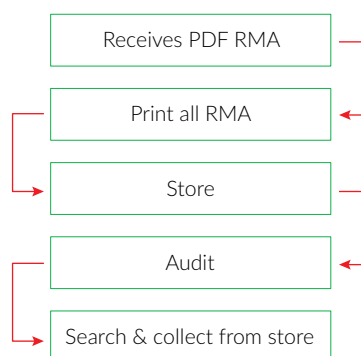 Receives PDF RMA
Print all RMA
Store
Audit
Search & collect from store